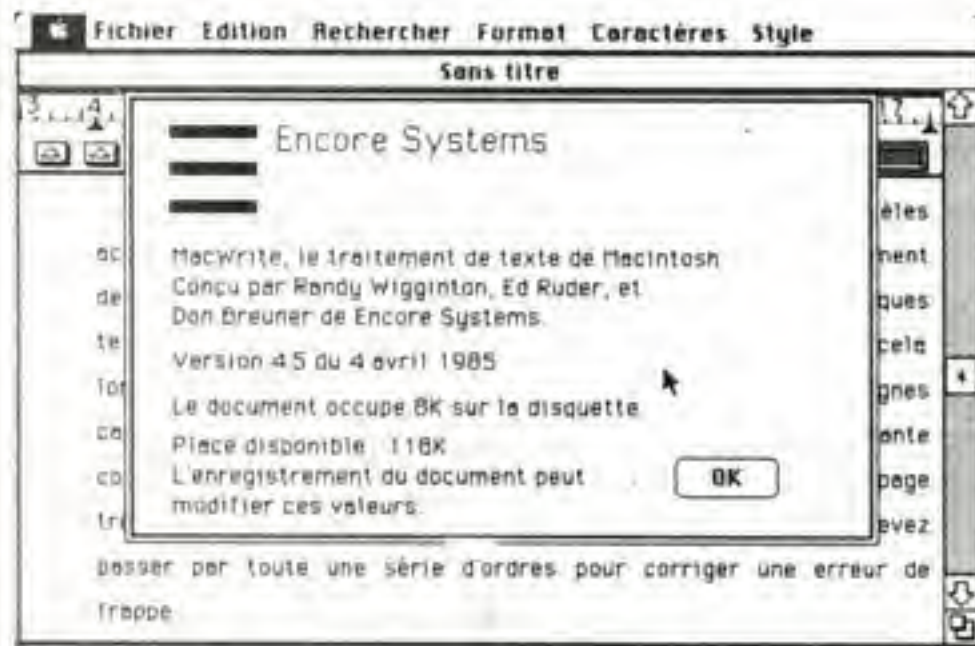 Fichier Edition Rechercher Format Caractères Style
Sans titre
Encore Systems
MacWrite, le traitement de texte de Macintosh
Conçu par Randy Wigginton, Ed Ruder, et
Don Breuner de Encore Systems.
Version 4.5 du 4 avril 1985
Le document occupe 8K sur la disquette.
Place disponible : 118K
L'enregistrement du document peut
modifier ces valeurs.
OK
passer par toute une série d'ordres pour corriger une erreur de
frappe